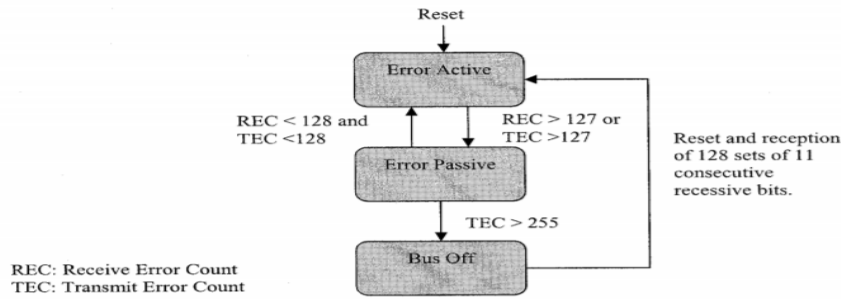 Reset
Error Active
REC < 128 and
TEC <128
REC > 127 or
TEC >127
Reset and reception
of 128 sets of 11
consecutive
recessive bits.
Error Passive
TEC > 255
Bus Off
REC: Receive Error Count
TEC: Transmit Error Count